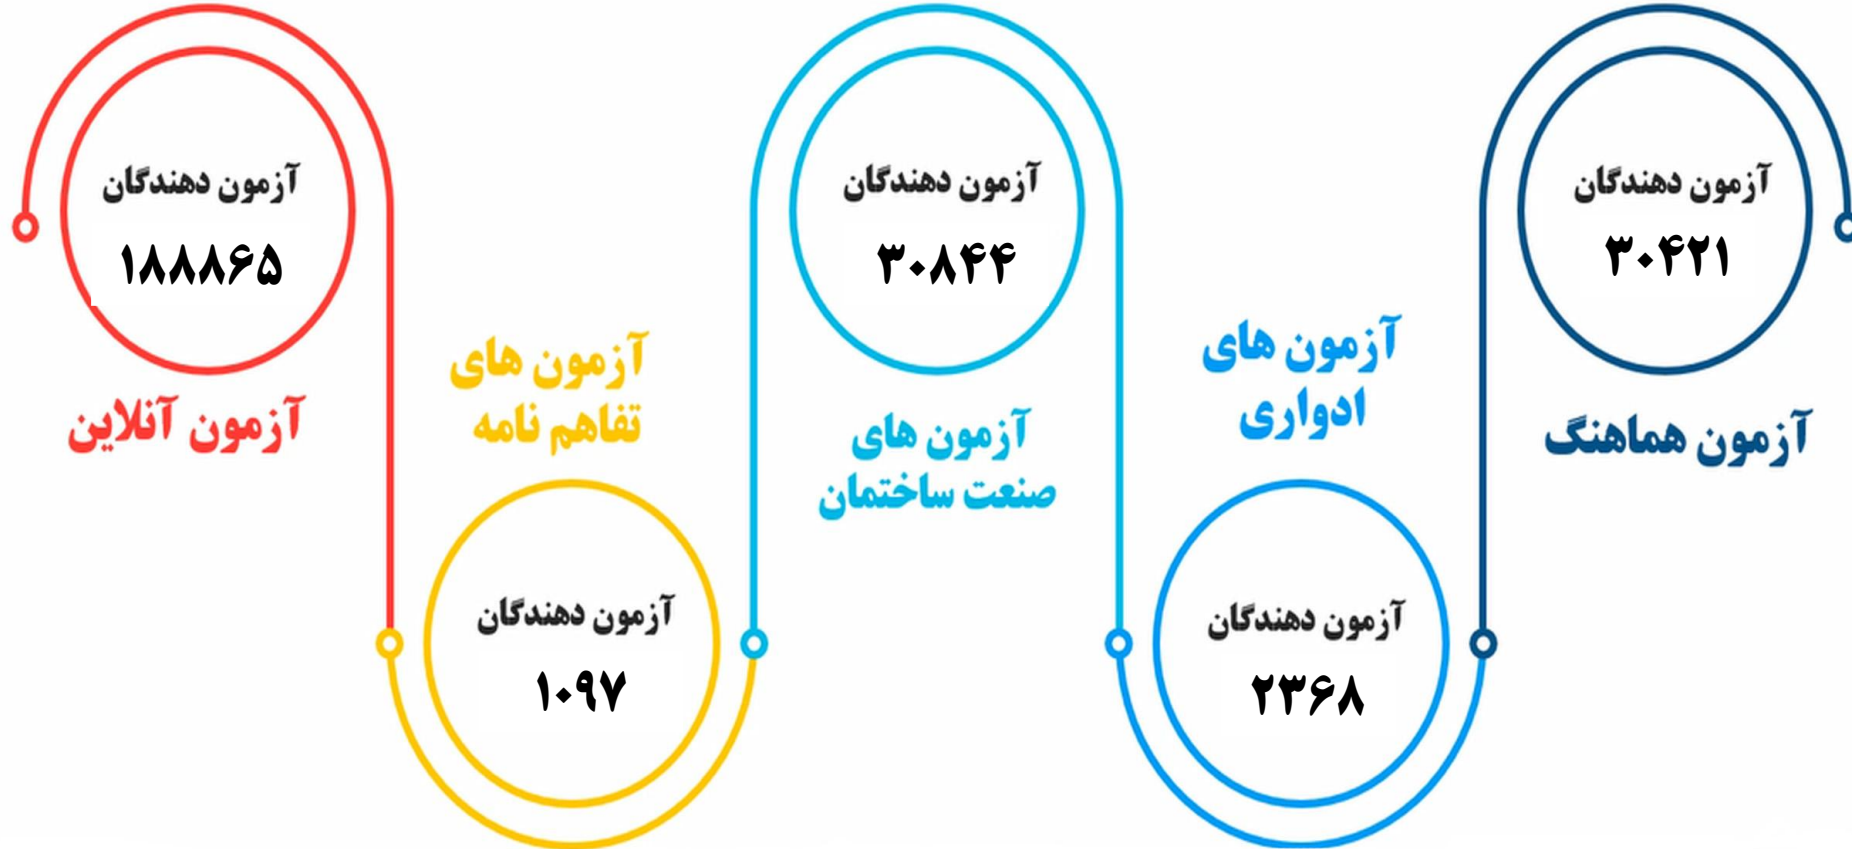 آزمون دهندگان
۳۰۴۲۱
آزمون هماهنگ
آزمون های
ادواری
آزمون دهندگان
۲۳۶۸
آزمون دهندگان
۳۰۸۴۴
آزمون های
صنعت ساختمان
آزمون های
تفاهم نامه
آزمون دهندگان
۱۰۹۷
آزمون دهندگان
۱۸۸۸۶۵
آزمون آنلاین